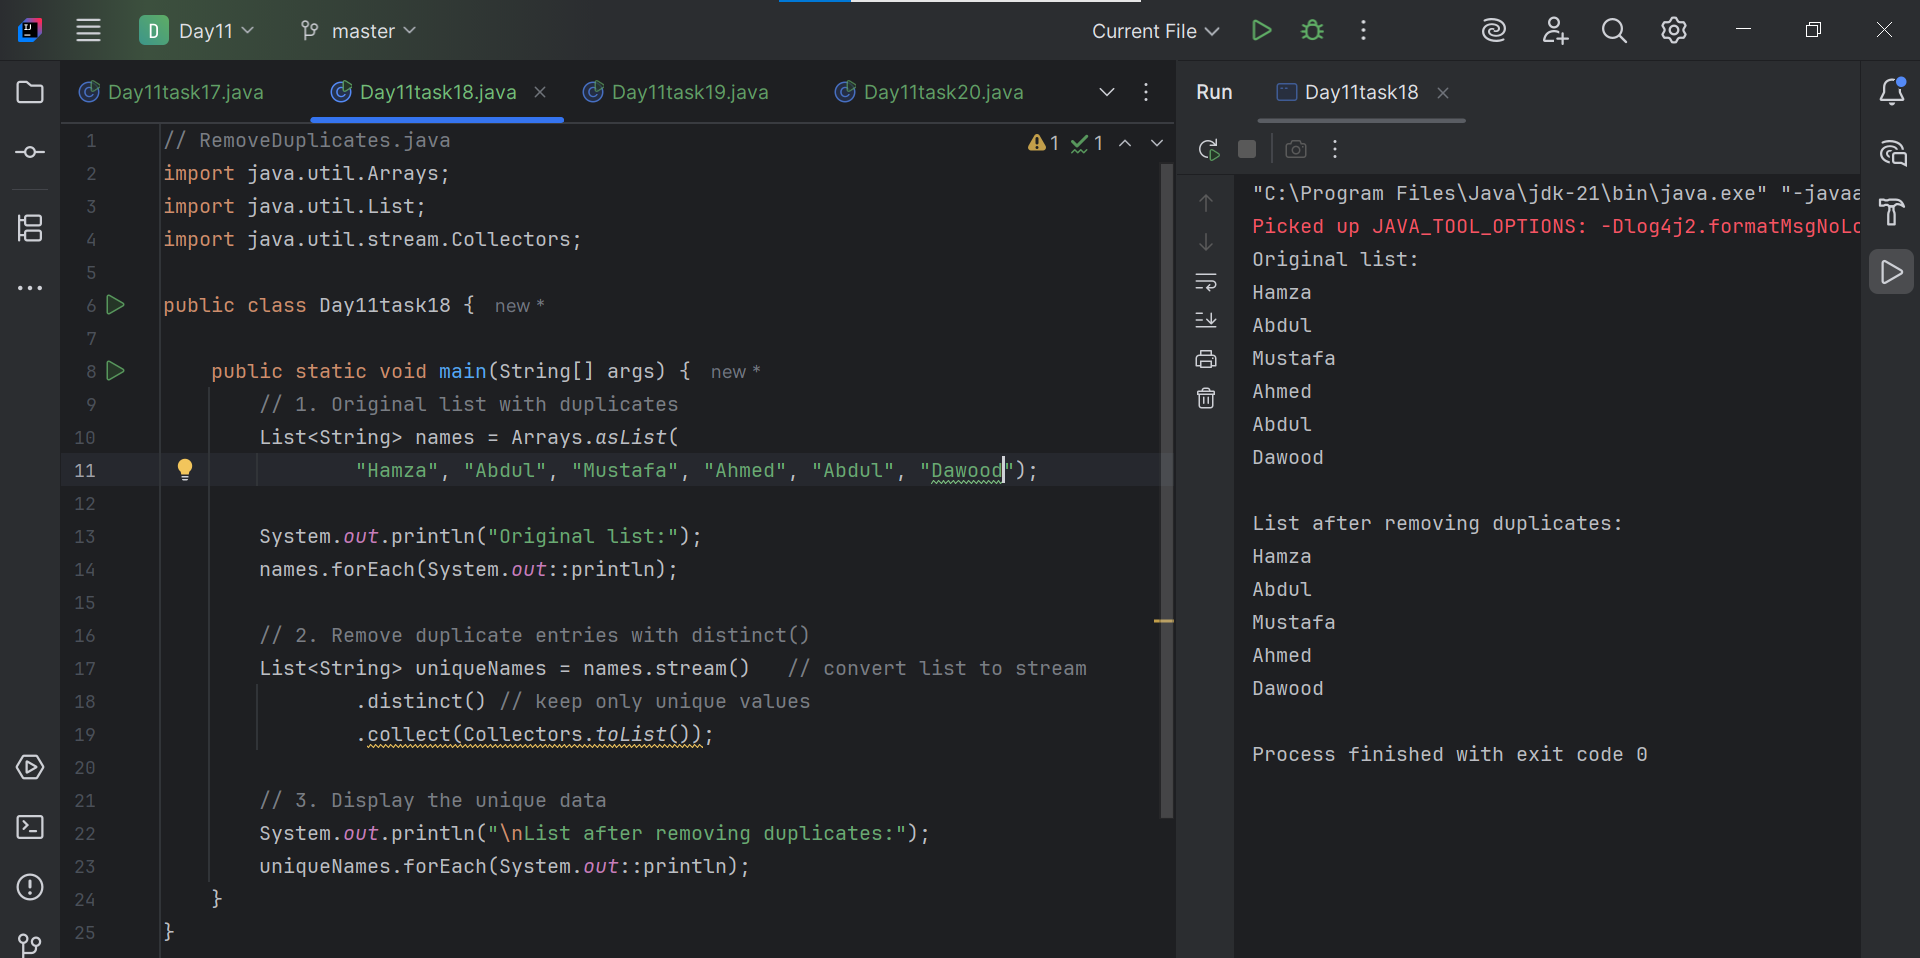 D Day11 master Current File
Day11task17.java Day11task18.java Day11task19.java Day11task20.java
1 // RemoveDuplicates.java
2 import java.util.Arrays;
3 import java.util.List;
4 import java.util.stream.Collectors;
5
6 public class Day11task18 { new *
7
8 public static void main(String[] args) { new *
9 // 1. Original list with duplicates
10 List<String> names = Arrays.asList(
11 "Hamza", "Abdul", "Mustafa", "Ahmed", "Abdul", "Dawood");
12
13 System.out.println("Original list:");
14 names.forEach(System.out::println);
15
16 // 2. Remove duplicate entries with distinct()
17 List<String> uniqueNames = names.stream() // convert list to stream
18 .distinct() // keep only unique values
19 .collect(Collectors.toList());
20
21 // 3. Display the unique data
22 System.out.println("\nList after removing duplicates:");
23 uniqueNames.forEach(System.out::println);
24 }
25 }
1 1
Run Day11task18
"C:\Program Files\Java\jdk-21\bin\java.exe" "-javaa
Picked up JAVA_TOOL_OPTIONS: -Dlog4j2.formatMsgNoLo
Original list:
Hamza
Abdul
Mustafa
Ahmed
Abdul
Dawood
List after removing duplicates:
Hamza
Abdul
Mustafa
Ahmed
Dawood
Process finished with exit code 0